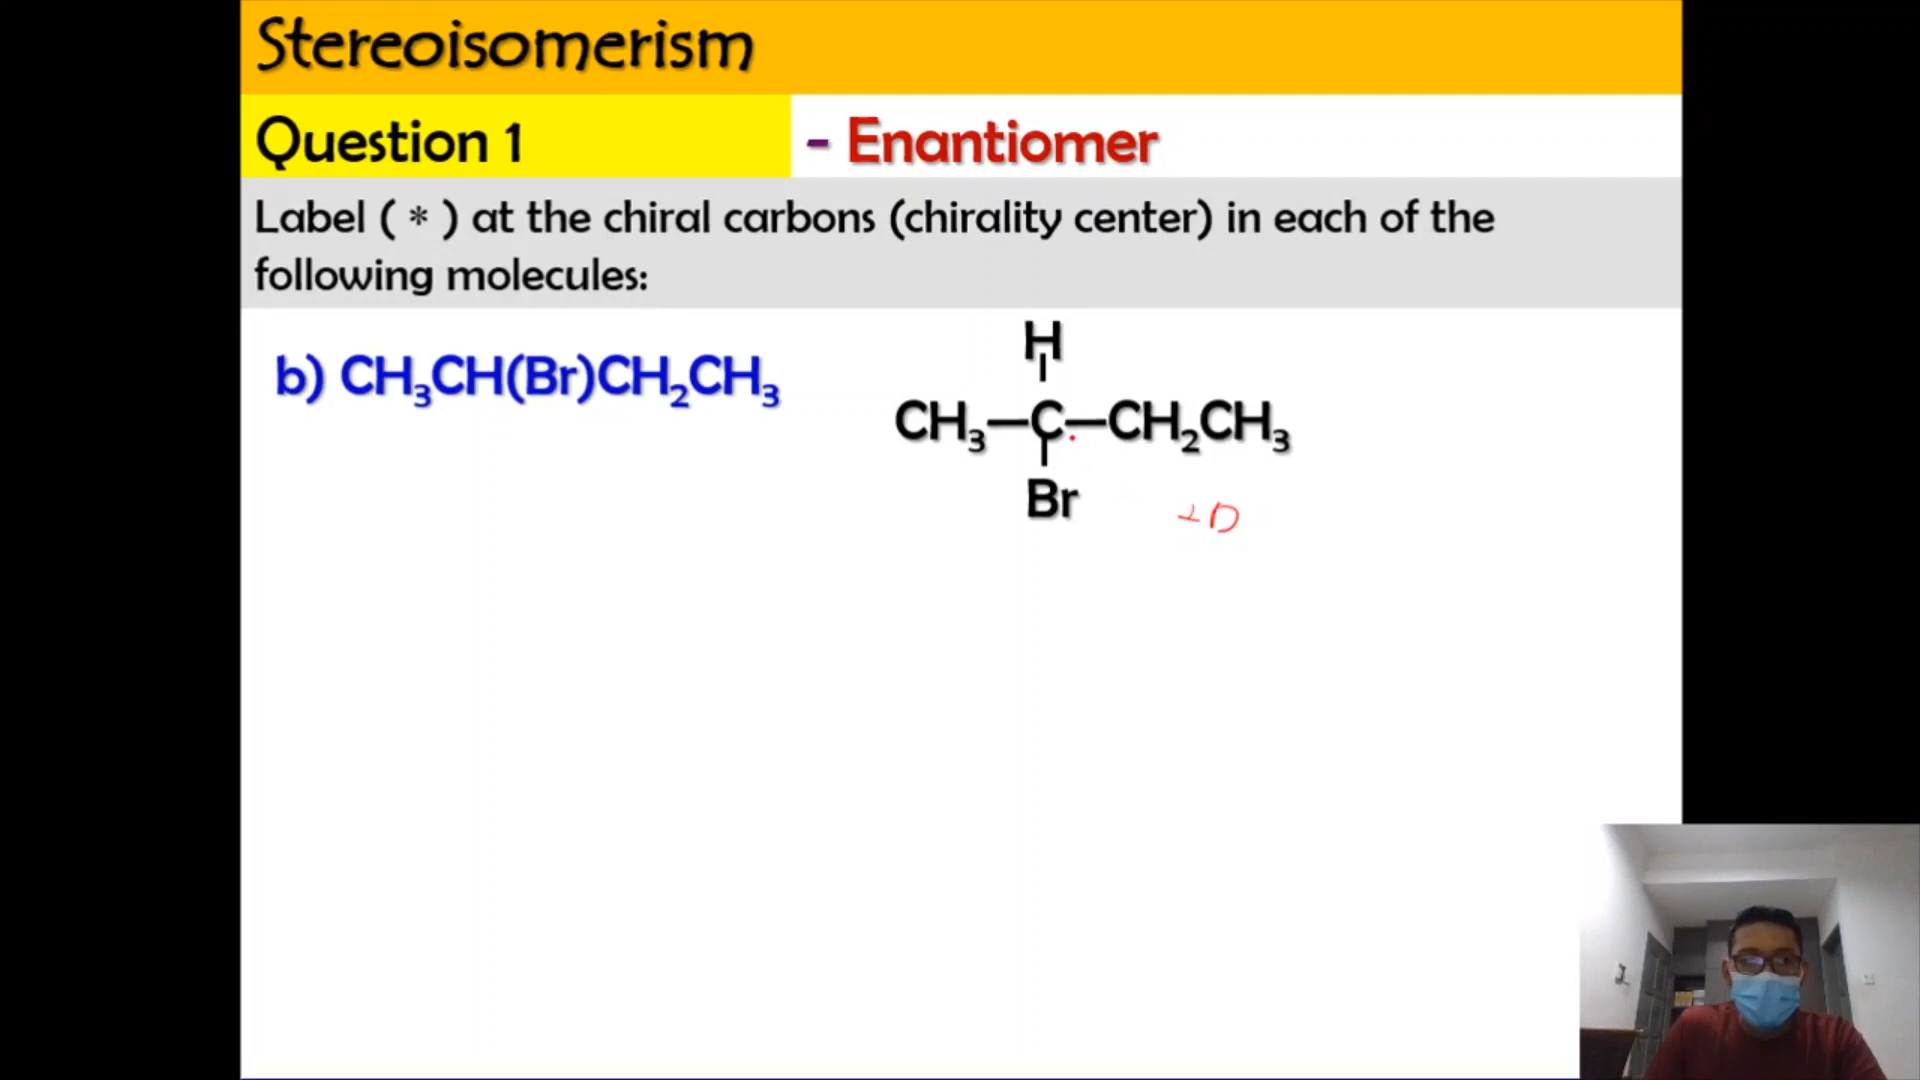 Stereoisomerism
Question 1
- Enantiomer
Label ( * ) at the chiral carbons (chirality center) in each of the
following molecules:
b) CH₃CH(Br)CH₂CH₃
H
CH₃—C—CH₂CH₃
Br